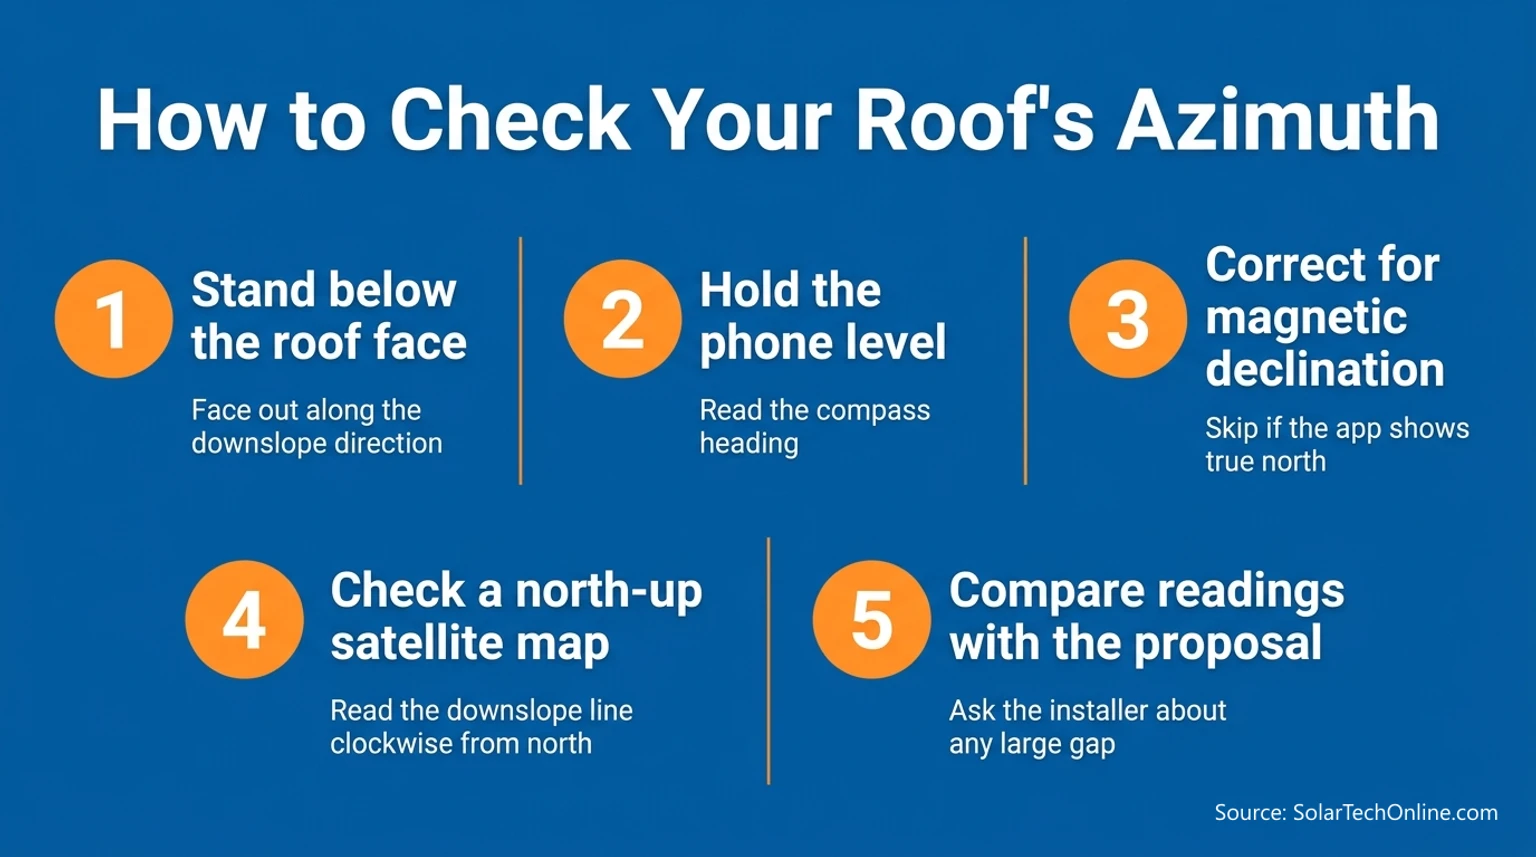 How to Check Your Roof's Azimuth
1
Stand below
the roof face
Face out along the
downslope direction
2
Hold the
phone level
Read the compass
heading
3
Correct for
magnetic
declination
Skip if the app shows
true north
4
Check a north-up
satellite map
Read the downslope line
clockwise from north
5
Compare readings
with the proposal
Ask the installer about
any large gap
Source: SolarTechOnline.com